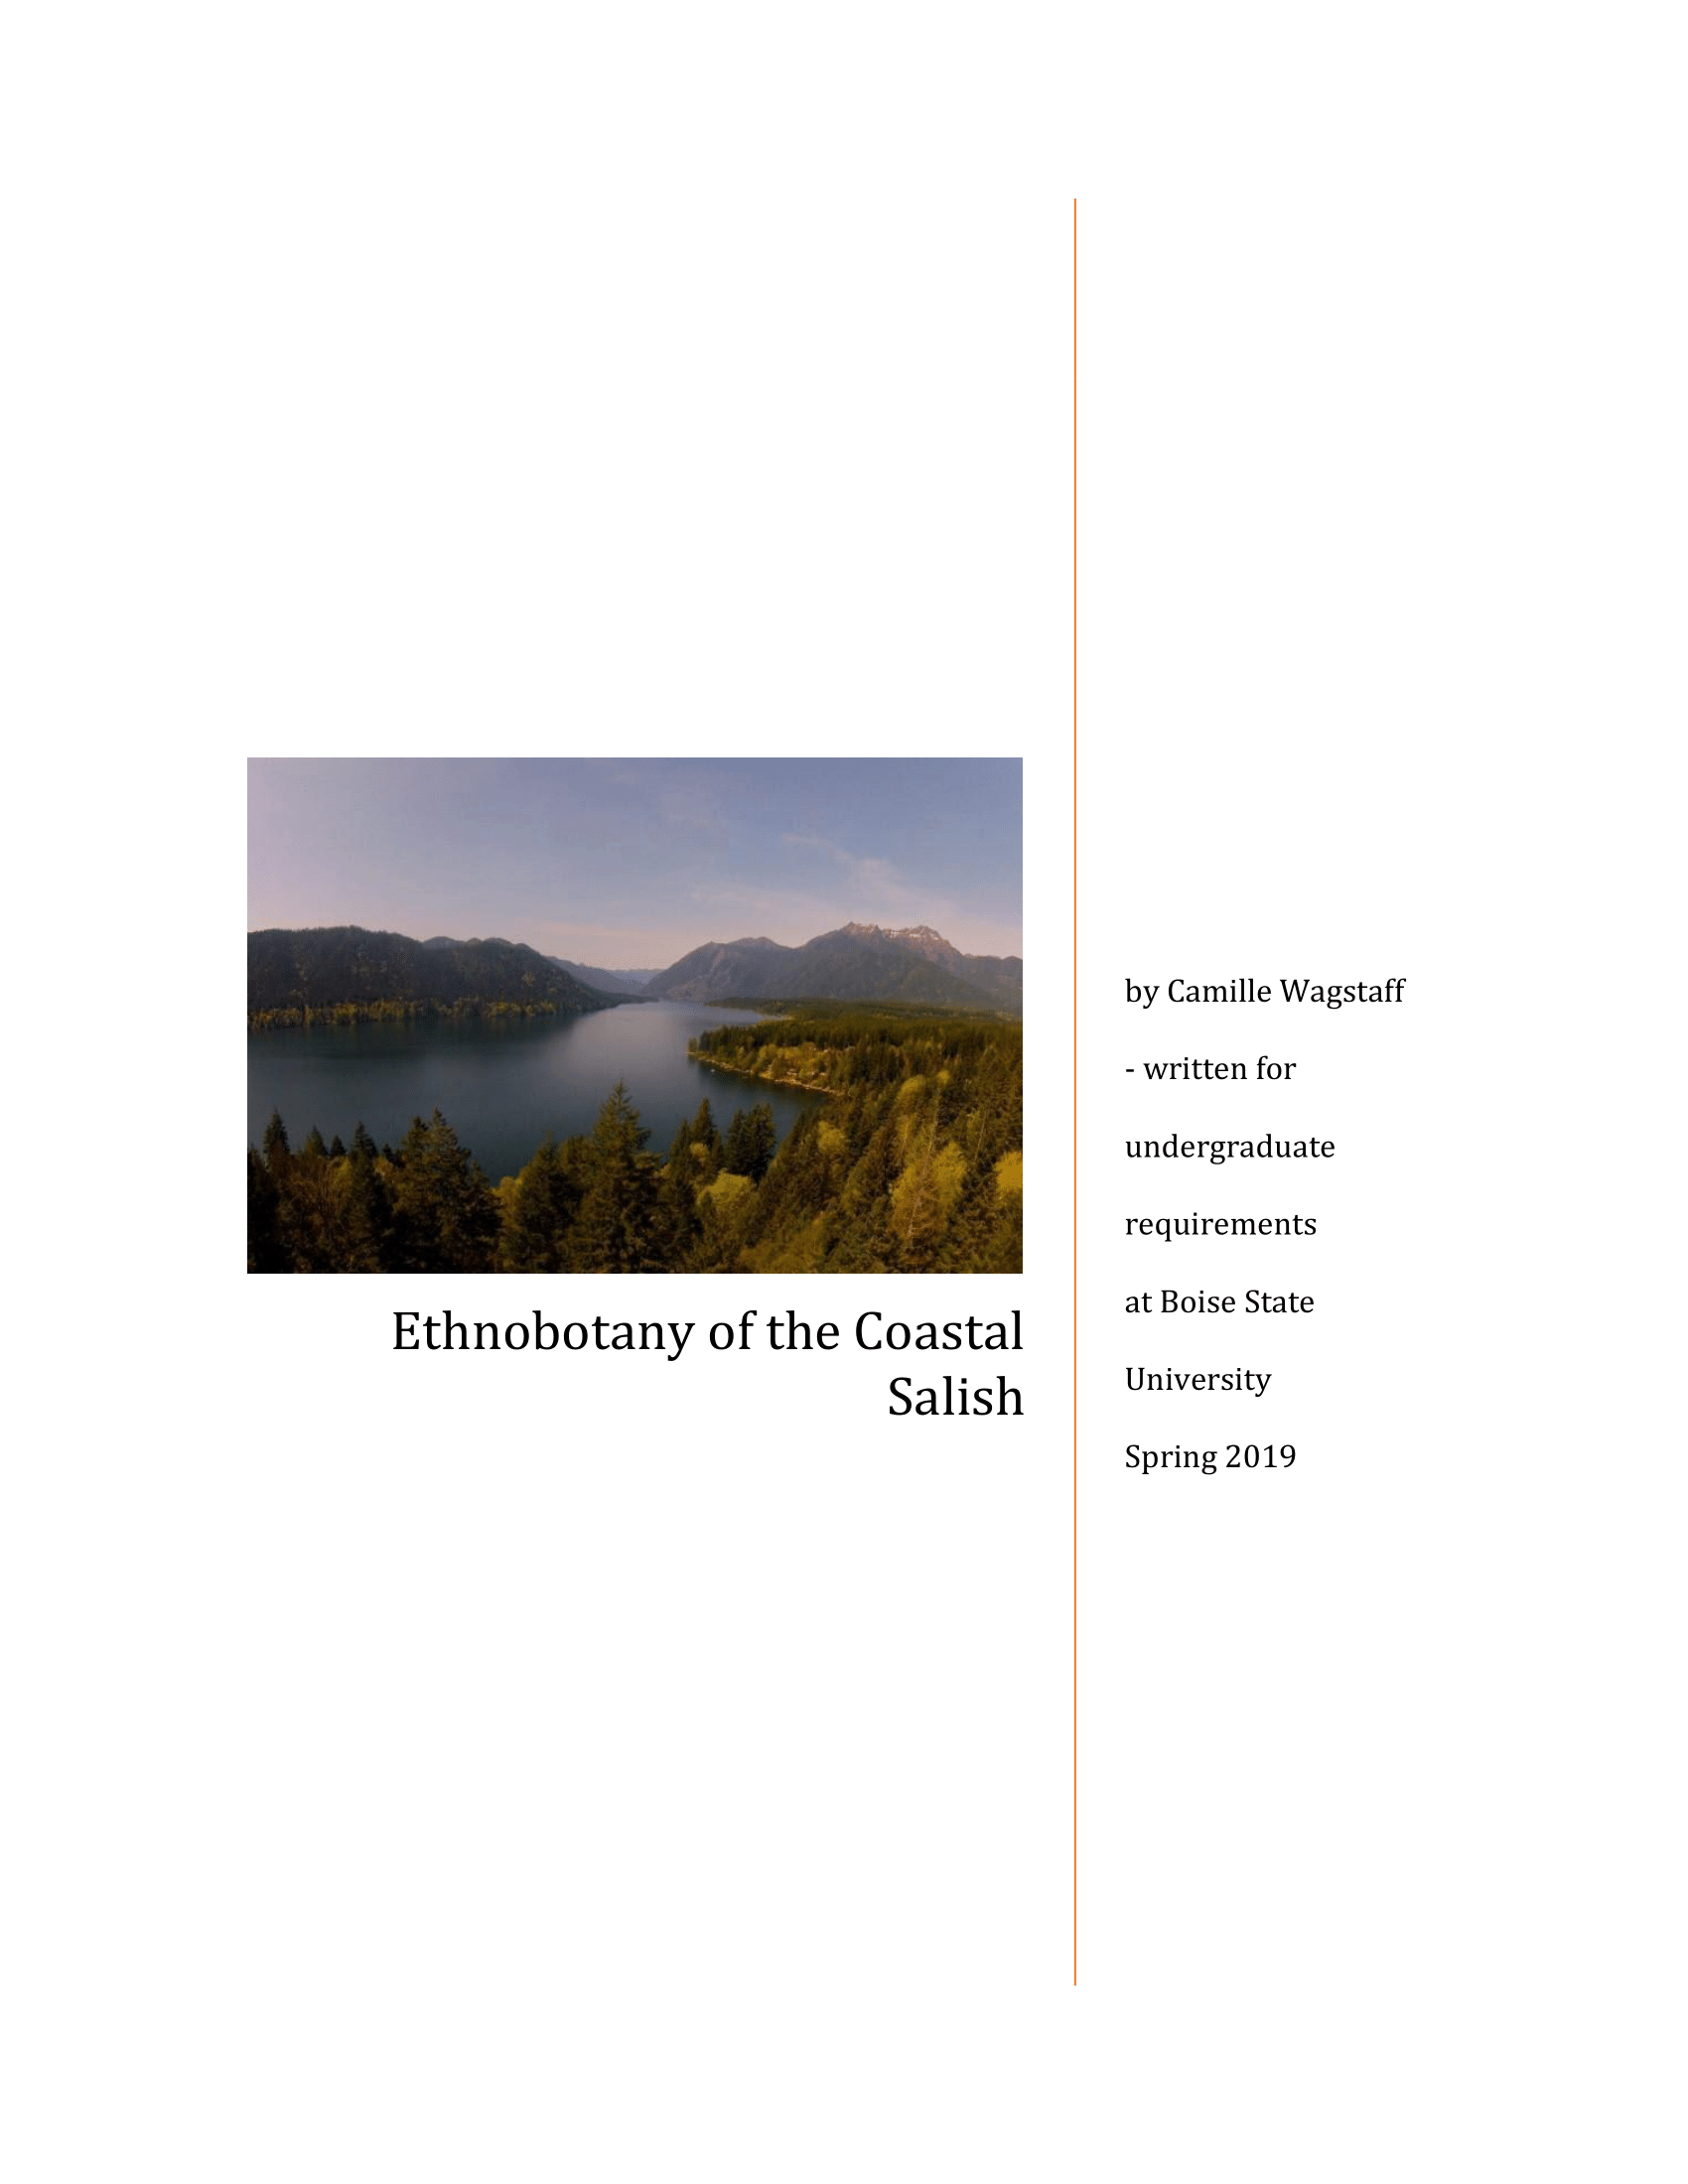 Ethnobotany of the Coastal
Salish
by Camille Wagstaff
- written for
undergraduate
requirements
at Boise State
University
Spring 2019